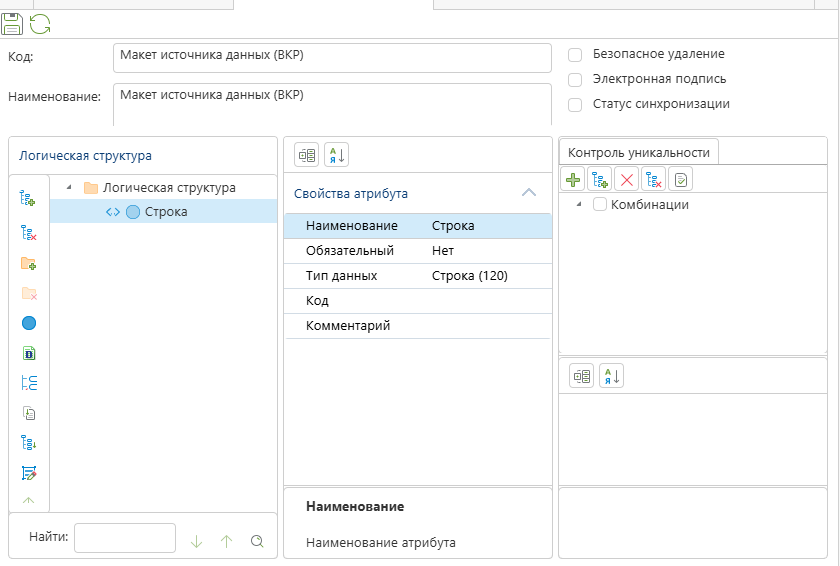 Код:
Макет источника данных (ВКР)
Наименование:
Макет источника данных (ВКР)
Безопасное удаление
Электронная подпись
Статус синхронизации
Логическая структура
Логическая структура
Строка
Найти:
А
Я
Свойства атрибута
Наименование Строка
Обязательный Нет
Тип данных Строка (120)
Код
Комментарий
Наименование
Наименование атрибута
Контроль уникальности
Комбинации
А
Я